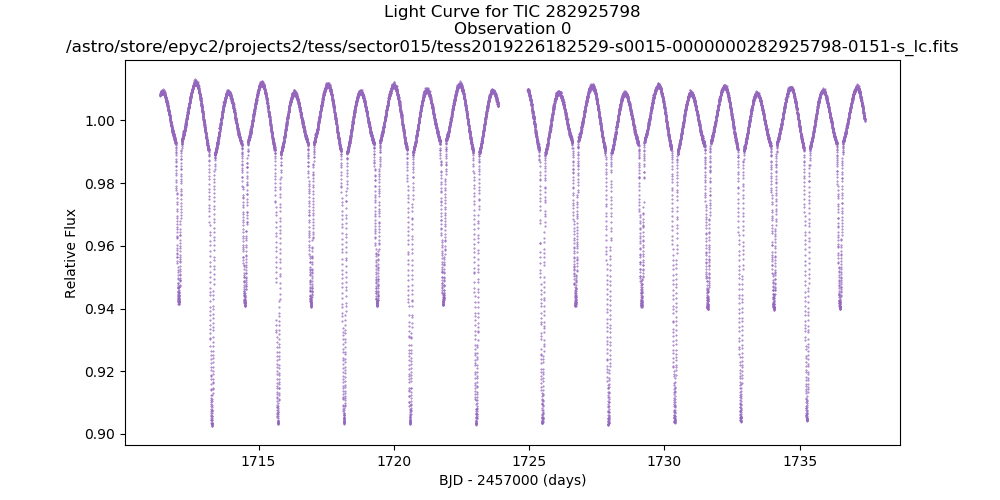 Light Curve for TIC 282925798
Observation 0
/astro/store/epyc2/projects2/tess/sector015/tess2019226182529-s0015-0000000282925798-0151-s_lc.fits
Relative Flux
1.00
0.98
0.96
0.94
0.92
0.90
1715
1720
1725
1730
1735
BJD - 2457000 (days)